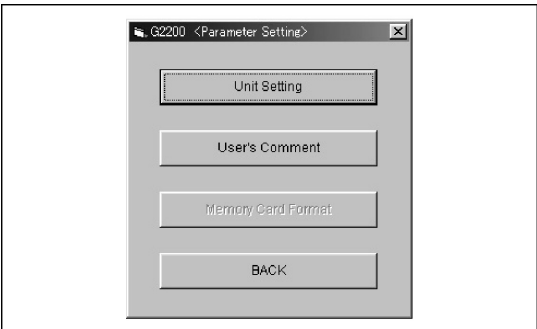 G2200 <Parameter Setting>
Unit Setting
User's Comment
Memory Card Format
BACK